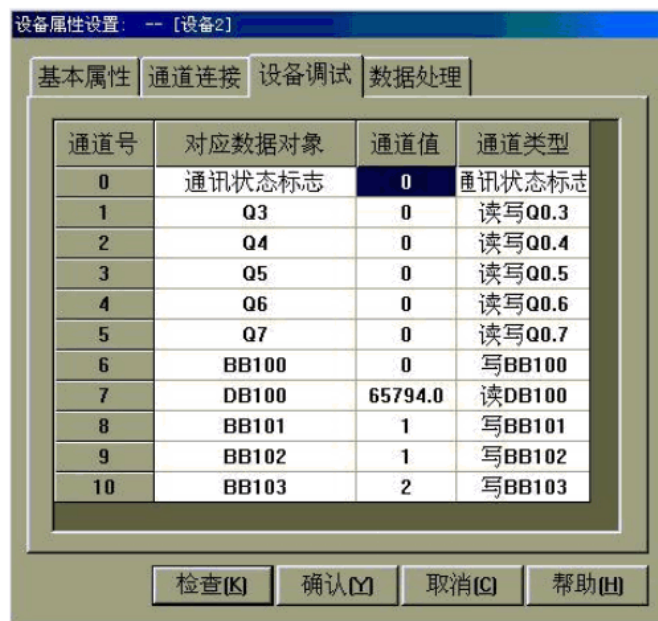 设备属性设置： -- [设备2]
基本属性 通道连接 设备调试 数据处理
通道号 对应数据对象 通道值 通道类型
0 通讯状态标志 0 通讯状态标志
1 Q3 0 读写Q0.3
2 Q4 0 读写Q0.4
3 Q5 0 读写Q0.5
4 Q6 0 读写Q0.6
5 Q7 0 读写Q0.7
6 BB100 0 写BB100
7 DB100 65794.0 读DB100
8 BB101 1 写BB101
9 BB102 1 写BB102
10 BB103 2 写BB103
检查(K) 确认(Y) 取消(C) 帮助(H)